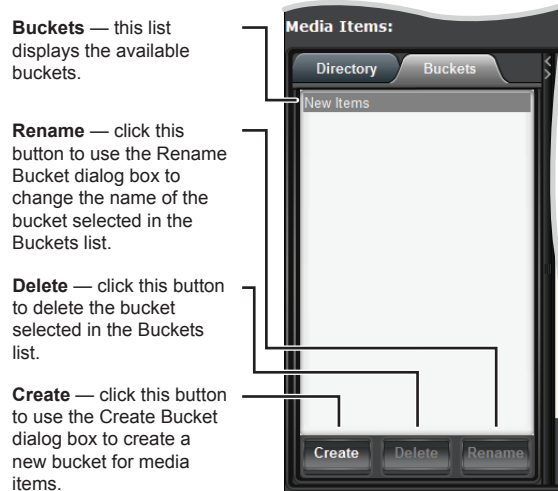 Buckets — this list
displays the available
buckets.
Rename — click this
button to use the Rename
Bucket dialog box to
change the name of the
bucket selected in the
Buckets list.
Delete — click this button
to delete the bucket
selected in the Buckets
list.
Create — click this button
to use the Create Bucket
dialog box to create a
new bucket for media
items.
Media Items:
Directory Buckets
New Items
Create Delete Rename